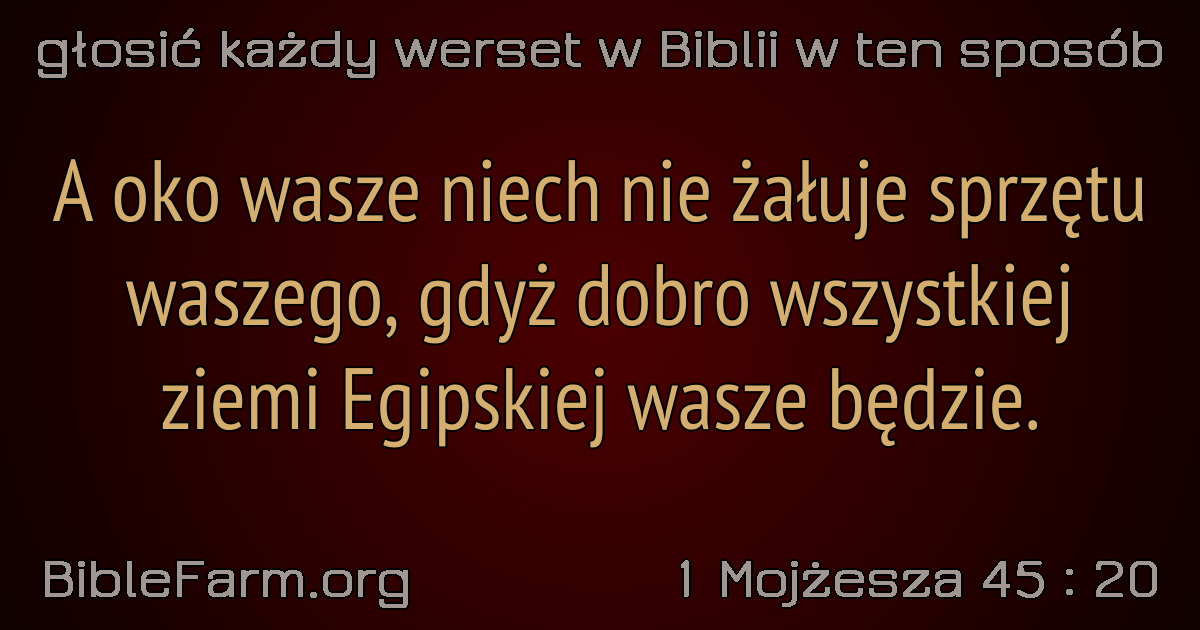 głosić każdy werset w Biblii w ten sposób
A oko wasze niech nie żałuje sprzętu
waszego, gdyż dobro wszystkiej
ziemi Egipskiej wasze będzie.
BibleFarm.org
1 Mojżesza 45 : 20